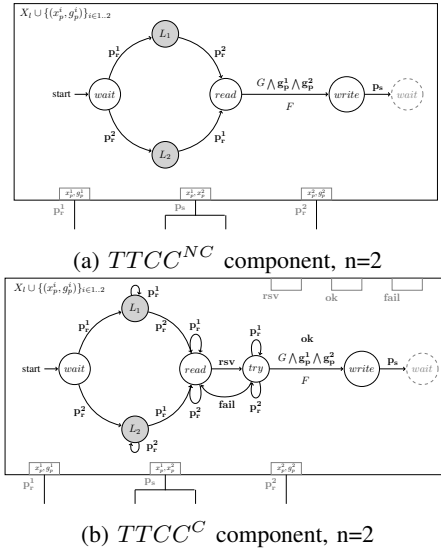 X_l ∪ {(x_p^i, g_p^i)}_{i∈1..2}
L_1
p_r^1
p_r^2
start
wait
read
G ⋀ g_p^1 ⋀ g_p^2
F
write
p_s
wait
p_r^2
p_r^1
L_2
x_p^1, g_p^1
x_p^1, x_p^2
x_p^2, g_p^2
p_r^1
p_s
p_r^2
(a) TTCC^{NC} component, n=2
X_l ∪ {(x_p^i, g_p^i)}_{i∈1..2}
rsv
ok
fail
p_r^1
L_1
p_r^1
p_r^2
p_r^1
p_r^1
ok
start
wait
read
rsv
try
G ⋀ g_p^1 ⋀ g_p^2
F
write
p_s
wait
fail
p_r^2
p_r^1
p_r^2
p_r^2
L_2
p_r^2
x_p^1, g_p^1
x_p^1, x_p^2
x_p^2, g_p^2
p_r^1
p_s
p_r^2
(b) TTCC^C component, n=2